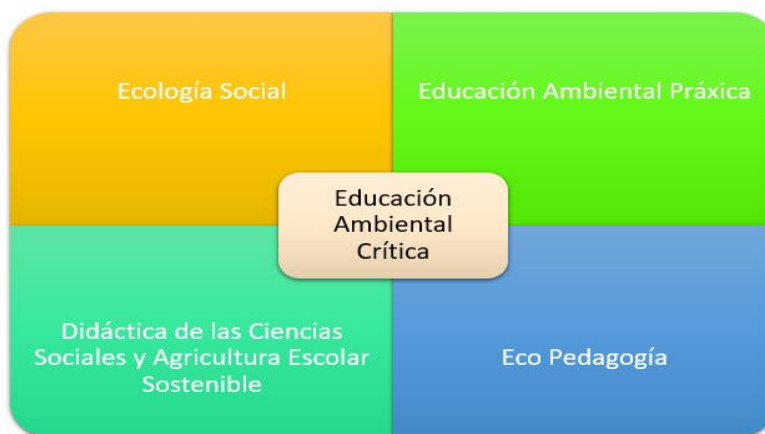 Ecología Social
Educación Ambiental Práxica
Educación
Ambiental
Crítica
Didáctica de las Ciencias
Sociales y Agricultura Escolar
Sostenible
Eco Pedagogía